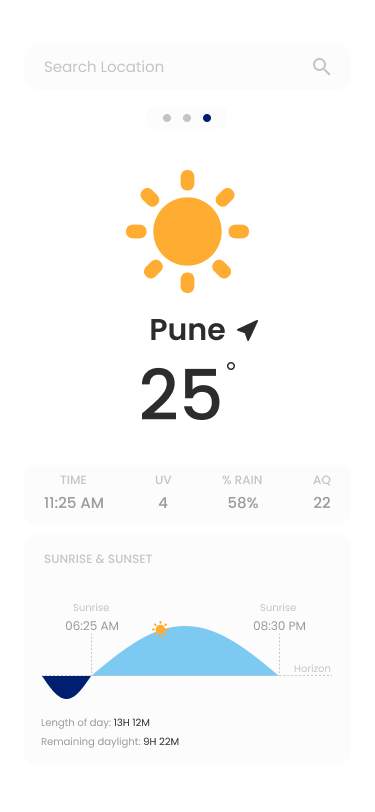 Search Location
Pune
25°
TIME UV % RAIN AQ
11:25 AM 4 58% 22
SUNRISE & SUNSET
Sunrise Sunrise
06:25 AM 08:30 PM
Horizon
Length of day: 13H 12M
Remaining daylight: 9H 22M